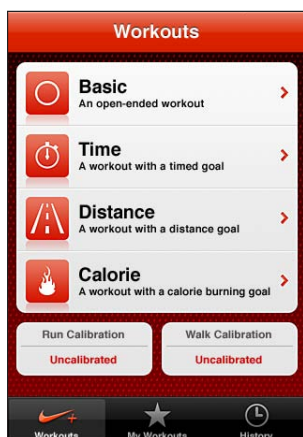 Workouts
Basic
An open-ended workout
Time
A workout with a timed goal
Distance
A workout with a distance goal
Calorie
A workout with a calorie burning goal
Run Calibration
Walk Calibration
Uncalibrated
Uncalibrated
Workouts
My Workouts
History